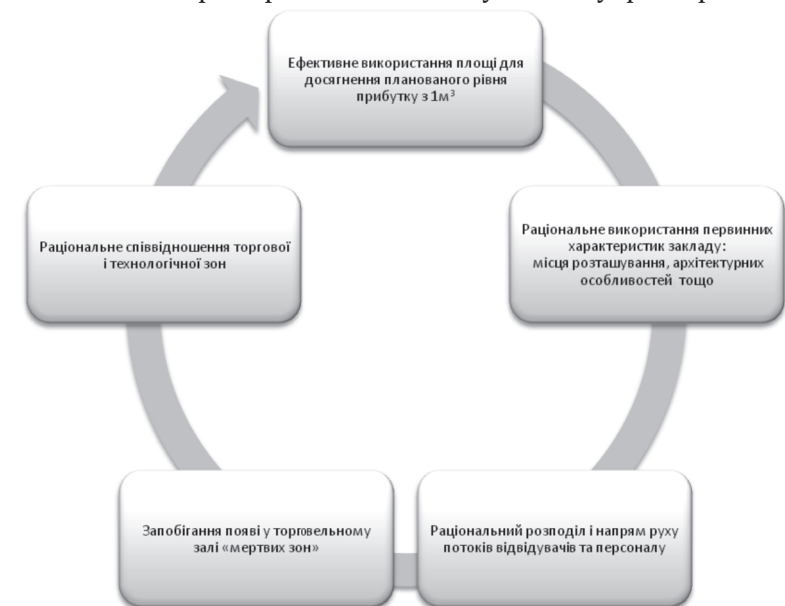 Ефективне використання площі для
досягнення планованого рівня
прибутку з 1м³
Раціональне використання первинних
характеристик закладу:
місця розташування, архітектурних
особливостей тощо
Раціональний розподіл і напрям руху
потоків відвідувачів та персоналу
Запобігання появі у торговельному
залі «мертвих зон»
Раціональне співвідношення торгової
і технологічної зон